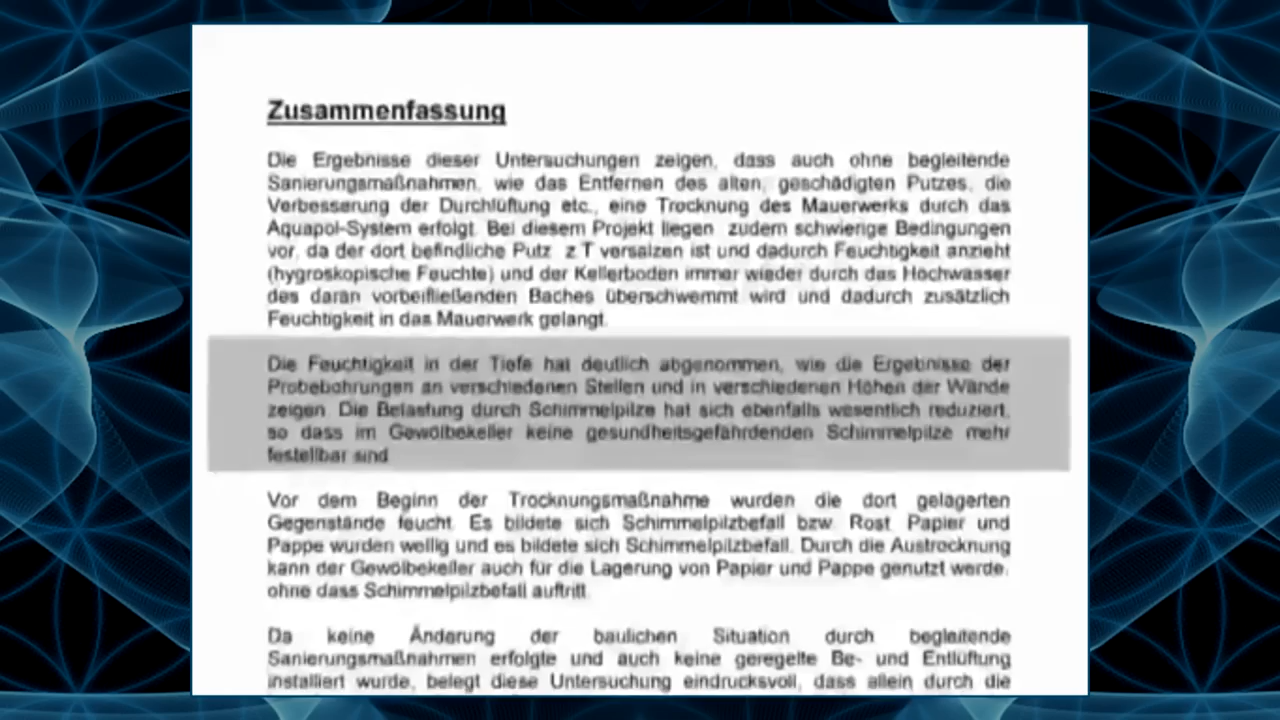 Zusammenfassung
Die Ergebnisse dieser Untersuchungen zeigen, dass auch ohne begleitende
Sanierungsmaßnahmen, wie das Entfernen des alten, geschädigten Putzes, die
Verbesserung der Durchlüftung etc., eine Trocknung des Mauerwerks durch das
Aquapol-System erfolgt. Bei diesem Projekt liegen zudem schwierige Bedingungen
vor, da der dort befindliche Putz z.T versalzen ist und dadurch Feuchtigkeit anzieht
(hygroskopische Feuchte) und der Kellerboden immer wieder durch das Hochwasser
des daran vorbeifließenden Baches überschwemmt wird und dadurch zusätzlich
Feuchtigkeit in das Mauerwerk gelangt.
Die Feuchtigkeit in der Tiefe hat deutlich abgenommen, wie die Ergebnisse der
Probebohrungen an verschiedenen Stellen und in verschiedenen Höhen der Wände
zeigen. Die Belastung durch Schimmelpilze hat sich ebenfalls wesentlich reduziert,
so dass im Gewölbekeller keine gesundheitsgefährdenden Schimmelpilze mehr
festellbar sind.
Vor dem Beginn der Trocknungsmaßnahme wurden die dort gelagerten
Gegenstände feucht. Es bildete sich Schimmelpilzbefall bzw. Rost. Papier und
Pappe wurden wellig und es bildete sich Schimmelpilzbefall. Durch die Austrocknung
kann der Gewölbekeller auch für die Lagerung von Papier und Pappe genutzt werde,
ohne dass Schimmelpilzbefall auftritt.
Da keine Änderung der baulichen Situation durch begleitende
Sanierungsmaßnahmen erfolgte und auch keine geregelte Be- und Entlüftung
installiert wurde, belegt diese Untersuchung eindrucksvoll, dass allein durch die